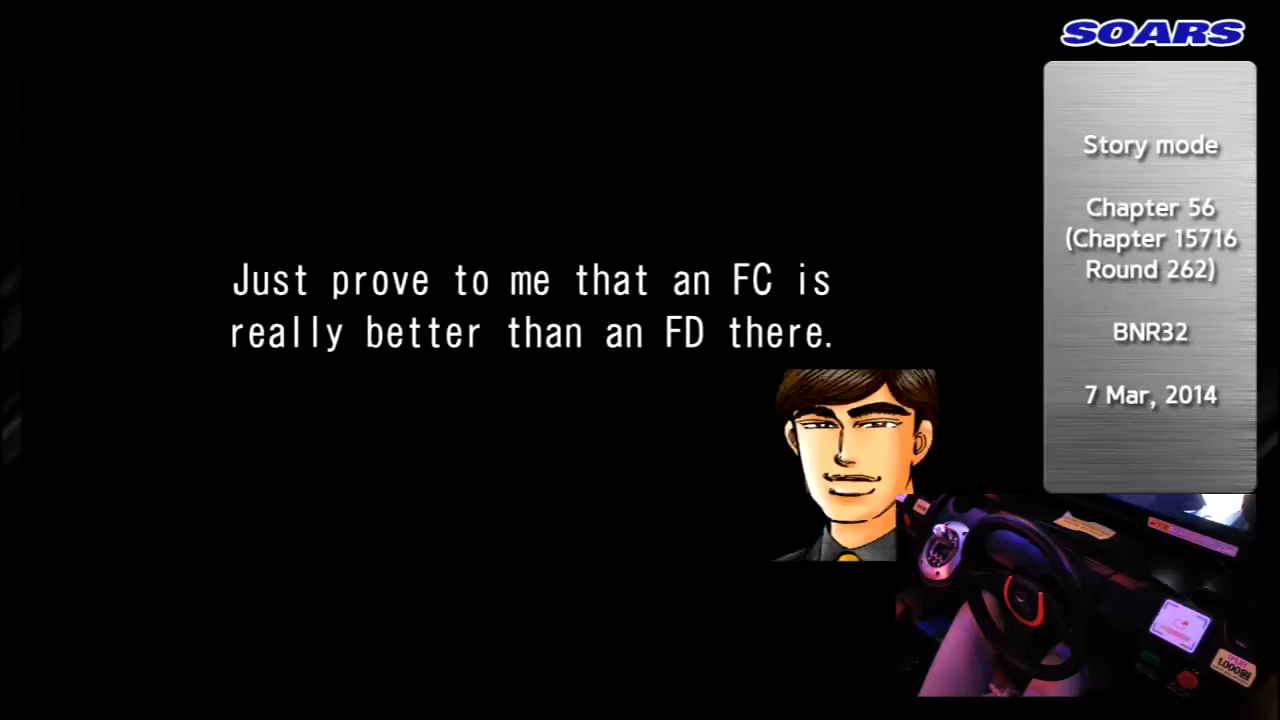 SOARS
Story mode
Chapter 56
(Chapter 15716
Round 262)
BNR32
7 Mar, 2014
Just prove to me that an FC is
really better than an FD there.